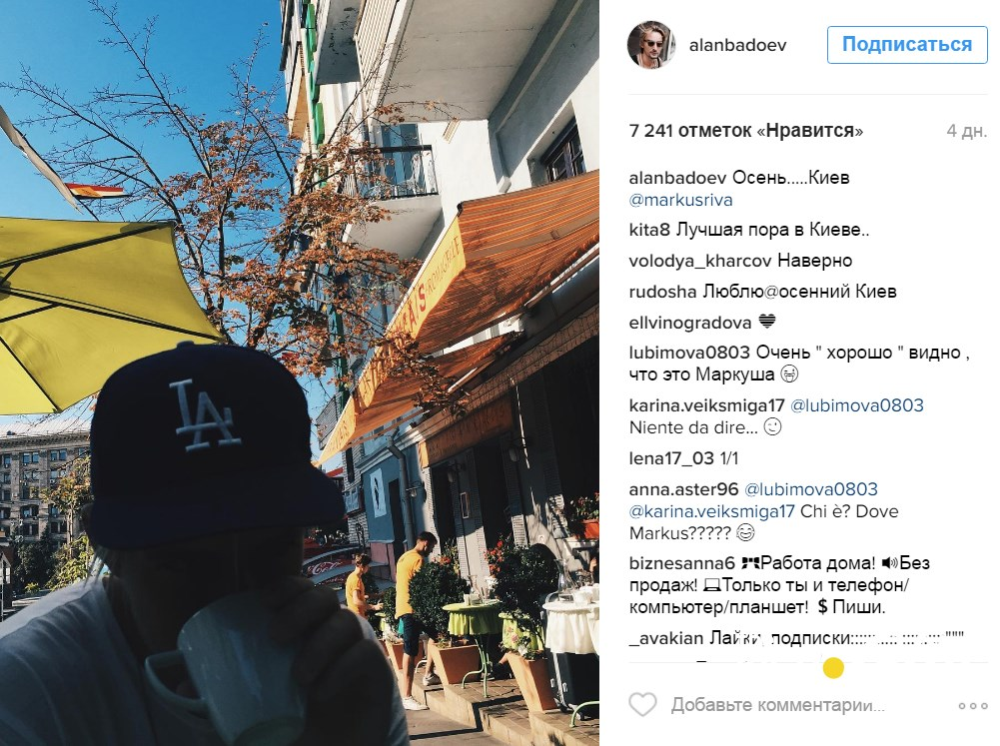 LA
alanbadoev
Подписаться
7 241 отметок «Нравится»
4 дн.
alanbadoev Осень.....Киев
@markusriva
kita8 Лучшая пора в Киеве..
volodya_kharcov Наверно
rudosha Люблю@осенний Киев
ellvinogradova
lubimova0803 Очень " хорошо " видно ,
что это Маркуша
karina.veiksmiga17 @lubimova0803
Niente da dire...
lena17_03 1/1
anna.aster96 @lubimova0803
@karina.veiksmiga17 Chi è? Dove
Markus?????
biznesanna6 Работа дома! Без
продаж! Только ты и телефон/
компьютер/планшет! $ Пиши.
_avakian Лайки, подписки
Добавьте комментарии...